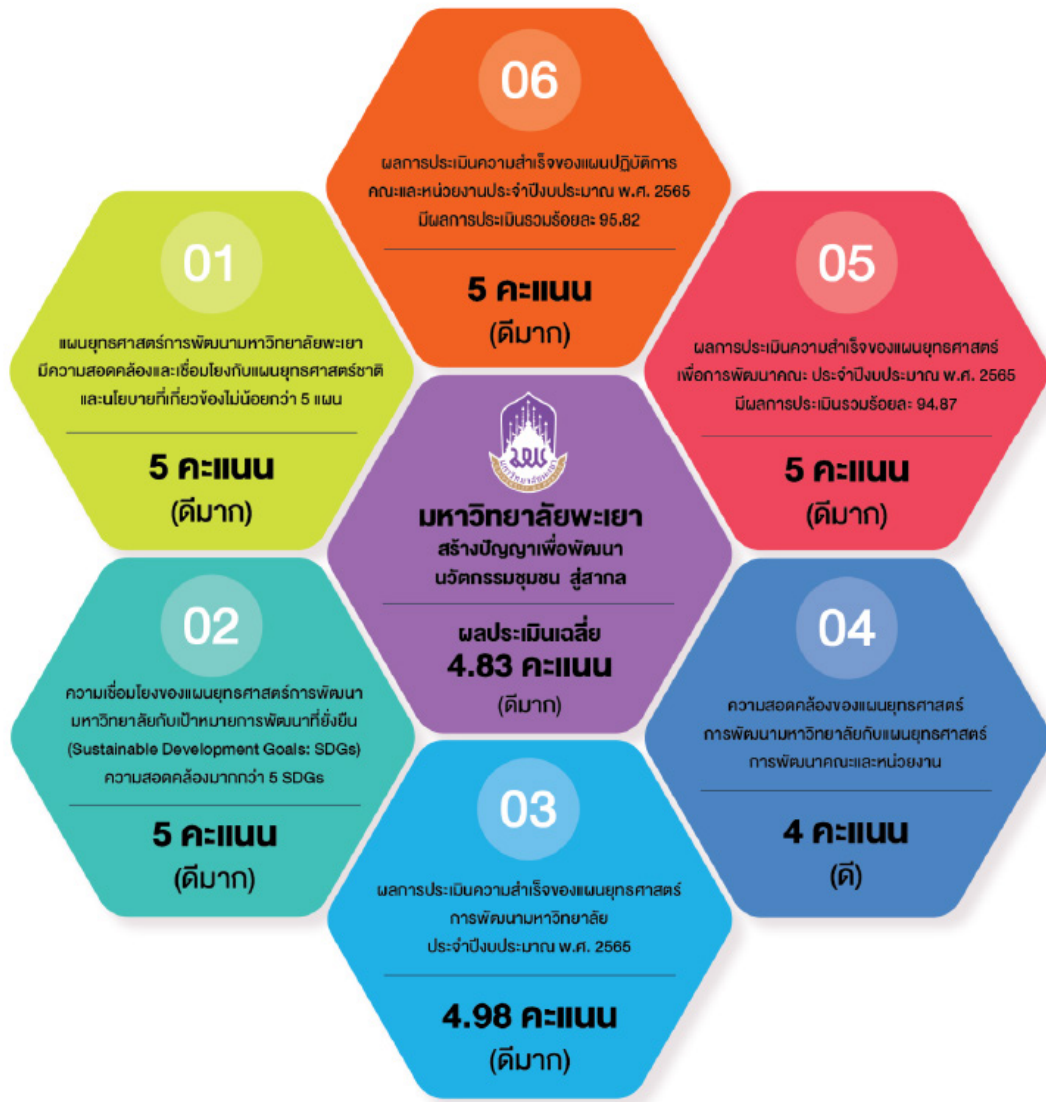 06
ผลการประเมินความสำเร็จของแผนปฏิบัติการ
คณะและหน่วยงานประจำปีงบประมาณ พ.ศ. 2565
มีผลการประเมินรวมร้อยละ 95.82
5 คะแนน
(ดีมาก)
01
แผนยุทธศาสตร์การพัฒนามหาวิทยาลัยพะเยา
มีความสอดคล้องและเชื่อมโยงกับแผนยุทธศาสตร์ชาติ
และนโยบายที่เกี่ยวข้องไม่น้อยกว่า 5 แผน
5 คะแนน
(ดีมาก)
05
ผลการประเมินความสำเร็จของแผนยุทธศาสตร์
เพื่อการพัฒนาคณะ ประจำปีงบประมาณ พ.ศ. 2565
มีผลการประเมินรวมร้อยละ 94.87
5 คะแนน
(ดีมาก)
มหาวิทยาลัยพะเยา
มหาวิทยาลัยพะเยา
สร้างปัญญาเพื่อพัฒนา
นวัตกรรมชุมชน สู่สากล
ผลประเมินเฉลี่ย
4.83 คะแนน
(ดีมาก)
02
ความเชื่อมโยงของแผนยุทธศาสตร์การพัฒนา
มหาวิทยาลัยกับเป้าหมายการพัฒนาที่ยั่งยืน
(Sustainable Development Goals: SDGs)
ความสอดคล้องมากกว่า 5 SDGs
5 คะแนน
(ดีมาก)
04
ความสอดคล้องของแผนยุทธศาสตร์
การพัฒนามหาวิทยาลัยกับแผนยุทธศาสตร์
การพัฒนาคณะและหน่วยงาน
4 คะแนน
(ดี)
03
ผลการประเมินความสำเร็จของแผนยุทธศาสตร์
การพัฒนามหาวิทยาลัย
ประจำปีงบประมาณ พ.ศ. 2565
4.98 คะแนน
(ดีมาก)